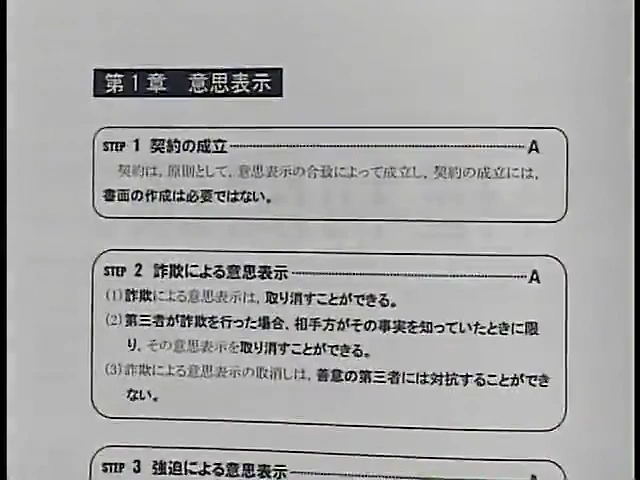 第1章 意思表示
STEP 1 契約の成立 A
契約は、原則として、意思表示の合致によって成立し、契約の成立には、
書面の作成は必要ではない。
STEP 2 詐欺による意思表示 A
(1)詐欺による意思表示は、取り消すことができる。
(2)第三者が詐欺を行った場合、相手方がその事実を知っていたときに限
り、その意思表示を取り消すことができる。
(3)詐欺による意思表示の取消しは、善意の第三者には対抗することができ
ない。
STEP 3 強迫による意思表示 A